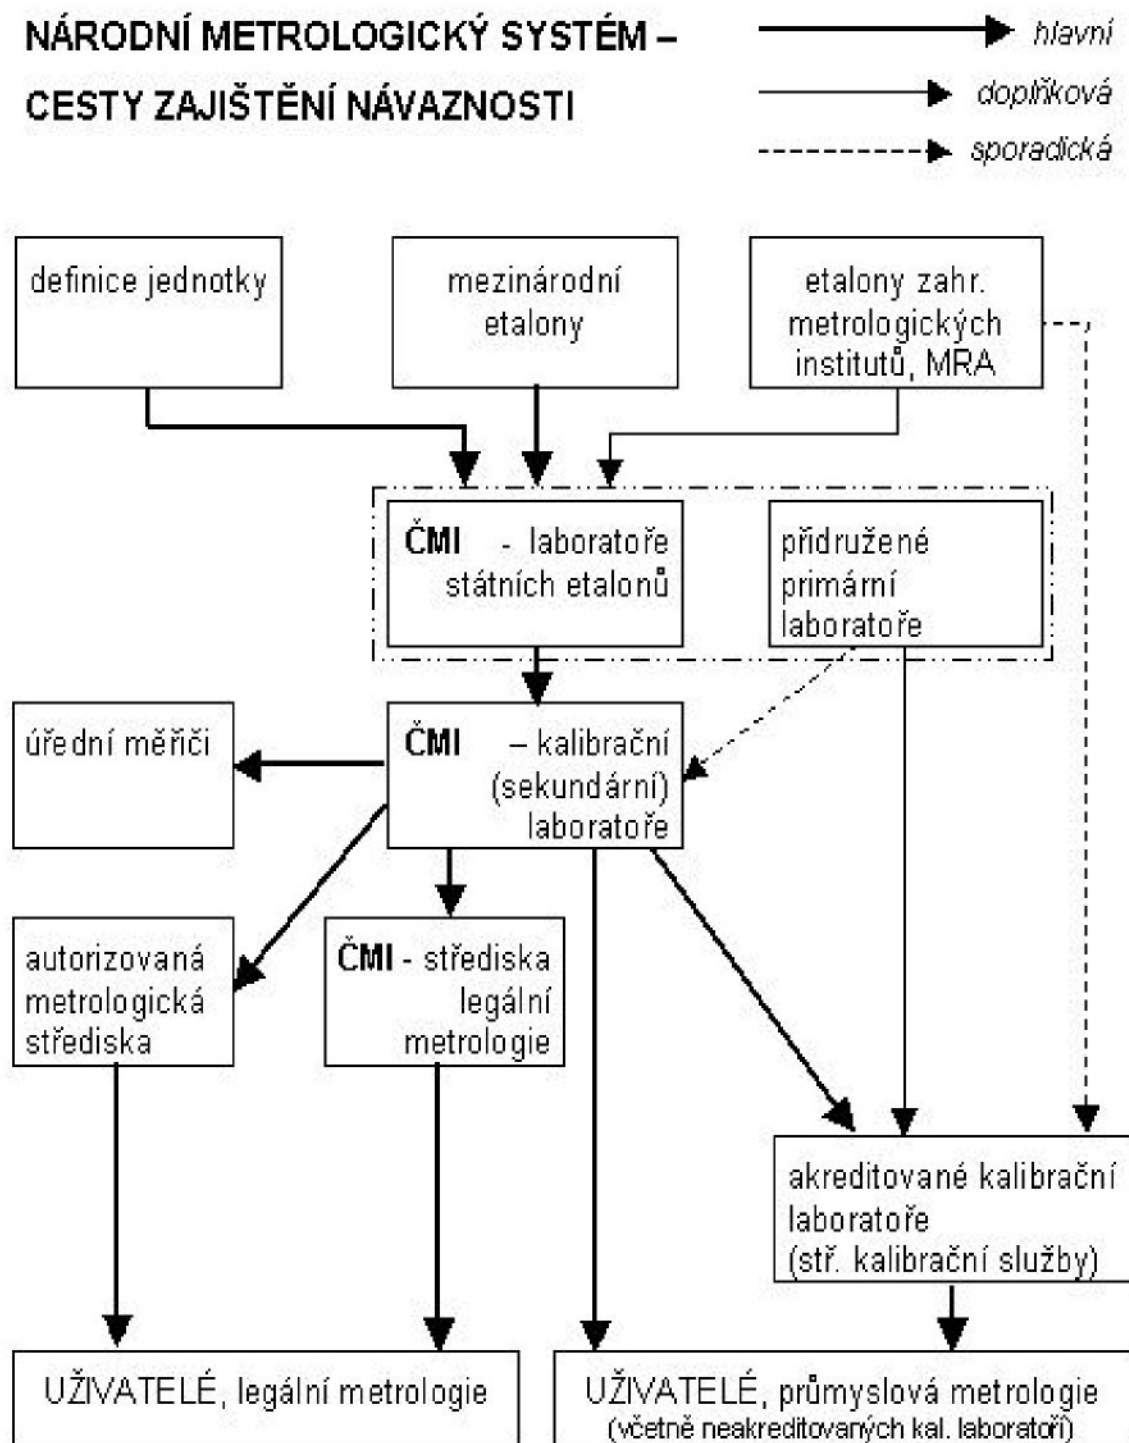 NÁRODNÍ METROLOGICKÝ SYSTÉM –
CESTY ZAJIŠTĚNÍ NÁVAZNOSTI
hlavní
doplňková
sporadická
definice jednotky
mezinárodní
etalony
etalony zahr.
metrologických
institutů, MRA
ČMI - laboratoře
státních etalonů
přidružené
primární
laboratoře
úřední měřiči
ČMI – kalibrační
(sekundární)
laboratoře
autorizovaná
metrologická
střediska
ČMI - střediska
legální
metrologie
akreditované kalibrační
laboratoře
(stř. kalibrační služby)
UŽIVATELÉ, legální metrologie
UŽIVATELÉ, průmyslová metrologie
(včetně neakreditovaných kal. laboratoří)